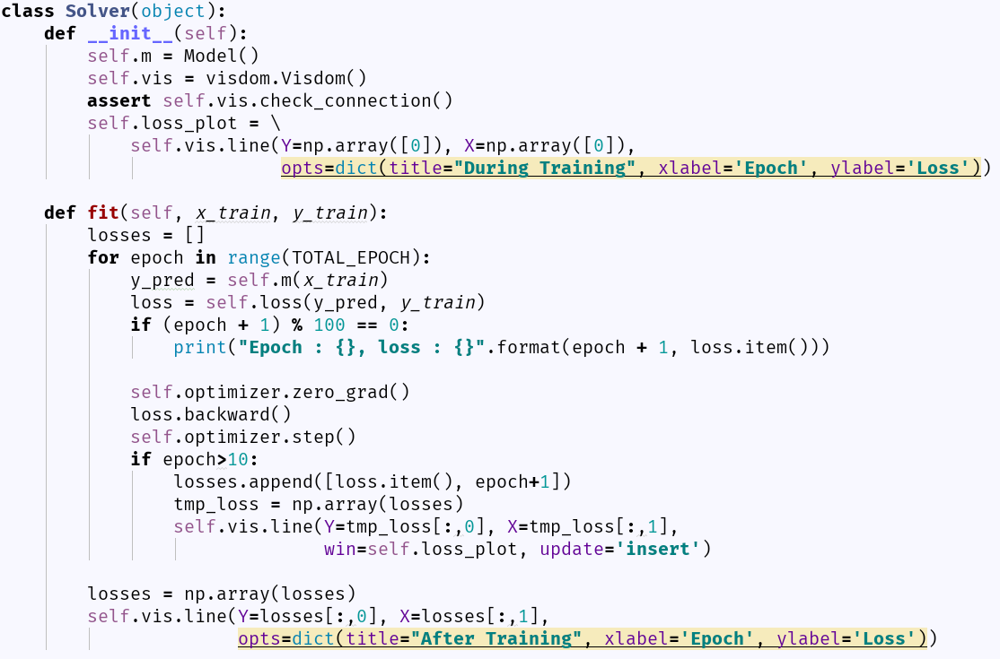 class Solver(object):
    def __init__(self):
        self.m = Model()
        self.vis = visdom.Visdom()
        assert self.vis.check_connection()
        self.loss_plot = \
            self.vis.line(Y=np.array([0]), X=np.array([0]),
                          opts=dict(title="During Training", xlabel='Epoch', ylabel='Loss'))

    def fit(self, x_train, y_train):
        losses = []
        for epoch in range(TOTAL_EPOCH):
            y_pred = self.m(x_train)
            loss = self.loss(y_pred, y_train)
            if (epoch + 1) % 100 == 0:
                print("Epoch : {}, loss : {}".format(epoch + 1, loss.item()))

            self.optimizer.zero_grad()
            loss.backward()
            self.optimizer.step()
            if epoch>10:
                losses.append([loss.item(), epoch+1])
                tmp_loss = np.array(losses)
                self.vis.line(Y=tmp_loss[:,0], X=tmp_loss[:,1],
                              win=self.loss_plot, update='insert')

        losses = np.array(losses)
        self.vis.line(Y=losses[:,0], X=losses[:,1],
                      opts=dict(title="After Training", xlabel='Epoch', ylabel='Loss'))